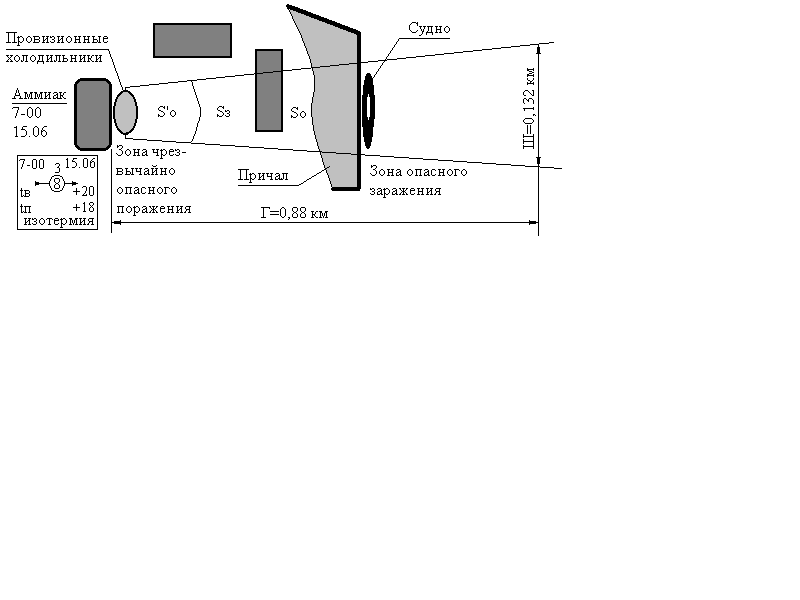 Судно
Провизионные
холодильники
Аммиак
7-00
15.06
S'о
Sз
Sо
Ш=0,132 км
7-00 3 15.06
8
tв +20
tп +18
изотермия
Зона чрез-
вычайно
опасного
поражения
Причал
Зона опасного
заражения
Г=0,88 км